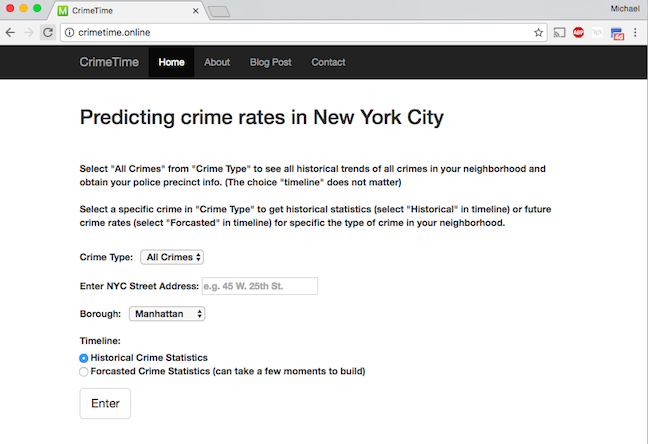 CrimeTime
Michael
crimetime.online
ABP
4d
CrimeTime Home About Blog Post Contact
Predicting crime rates in New York City
Select "All Crimes" from "Crime Type" to see all historical trends of all crimes in your neighborhood and
obtain your police precinct info. (The choice "timeline" does not matter)
Select a specific crime in "Crime Type" to get historical statistics (select "Historical" in timeline) or future
crime rates (select "Forcasted" in timeline) for specific the type of crime in your neighborhood.
Crime Type: All Crimes
Enter NYC Street Address: e.g. 45 W. 25th St.
Borough: Manhattan
Timeline:
Historical Crime Statistics
Forcasted Crime Statistics (can take a few moments to build)
Enter